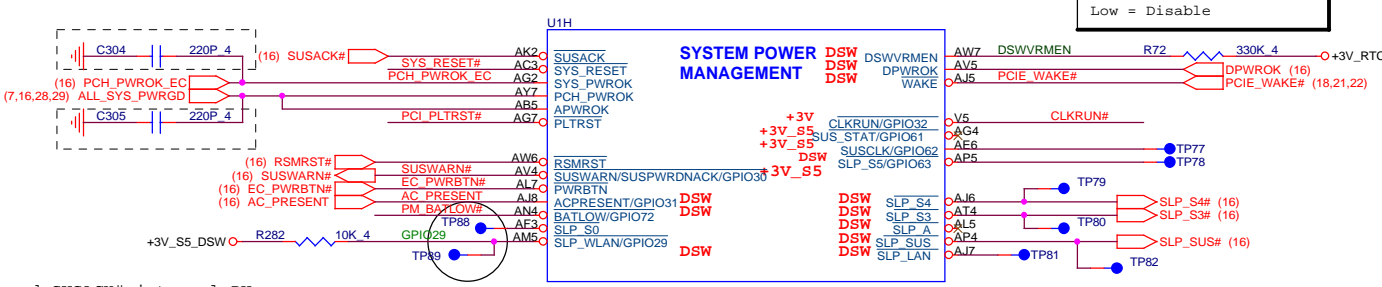 Low = Disable
U1H
SYSTEM POWER
MANAGEMENT
C304 220P_4
(16) SUSACK#
SYS_RESET#
(16) PCH_PWROK_EC
PCH_PWROK_EC
(7,16,28,29) ALL_SYS_PWRGD
C305 220P_4
PCI_PLTRST#
AK2
AC3
AG2
AY7
AB5
AG7
SUSACK
SYS_RESET
SYS_PWROK
PCH_PWROK
APWROK
PLTRST
(16) RSMRST#
(16) SUSWARN#
SUSWARN#
(16) EC_PWRBTN#
EC_PWRBTN#
(16) AC_PRESENT
AC_PRESENT
PM_BATLOW#
TP88
+3V_S5_DSW
R282 10K_4
GPIO29
TP89
AW6
AV4
AL7
AJ8
AN4
AF3
AM5
RSMRST
SUSWARN/SUSPWRDNACK/GPIO30
PWRBTN
ACPRESENT/GPIO31
BATLOW/GPIO72
SLP_S0
SLP_WLAN/GPIO29
DSW
DSW
DSW
DSW DSWVRMEN
DSW DPWROK
DSW WAKE
+3V CLKRUN/GPIO32
+3V_S5 SUS_STAT/GPIO61
+3V_S5 SUSCLK/GPIO62
DSW SLP_S5/GPIO63
+3V_S5
DSW SLP_S4
DSW SLP_S3
SLP_A
DSW SLP_SUS
DSW SLP_LAN
AW7 DSWVRMEN R72 330K_4 +3V_RTC
AV5 DPWROK (16)
AJ5 PCIE_WAKE# PCIE_WAKE# (18,21,22)
V5 CLKRUN#
AG4
AE6 TP77
AP5 TP78
TP79
AJ6 SLP_S4# (16)
AT4 SLP_S3# (16)
AL5 TP80
AP4 SLP_SUS# (16)
AJ7 TP81
TP82